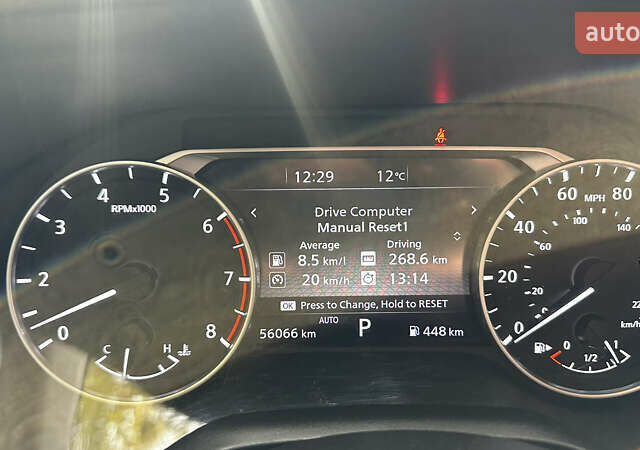 auto
12:29 12°C
Drive Computer
Manual Reset1
Average Driving
8.5 km/l 268.6 km
20 km/h 13:14
OK Press to Change, Hold to RESET
AUTO
56066 km P 448 km
RPMx1000
0 2 3 4 5 6 7 8
C H
MPH
0 20 40 60 80
20 60 80 100 140
km/h
0 1/2 1